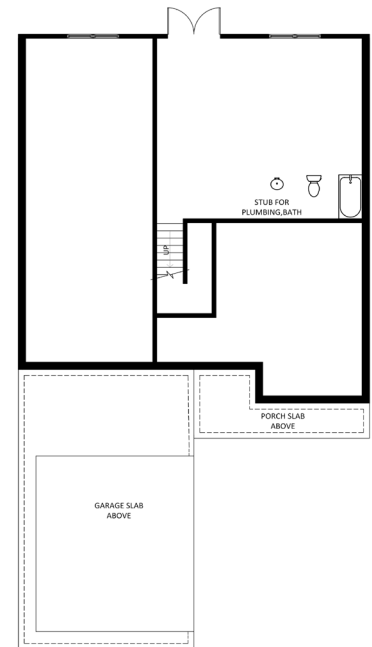 STUB FOR
PLUMBING,BATH
UP
PORCH SLAB
ABOVE
GARAGE SLAB
ABOVE